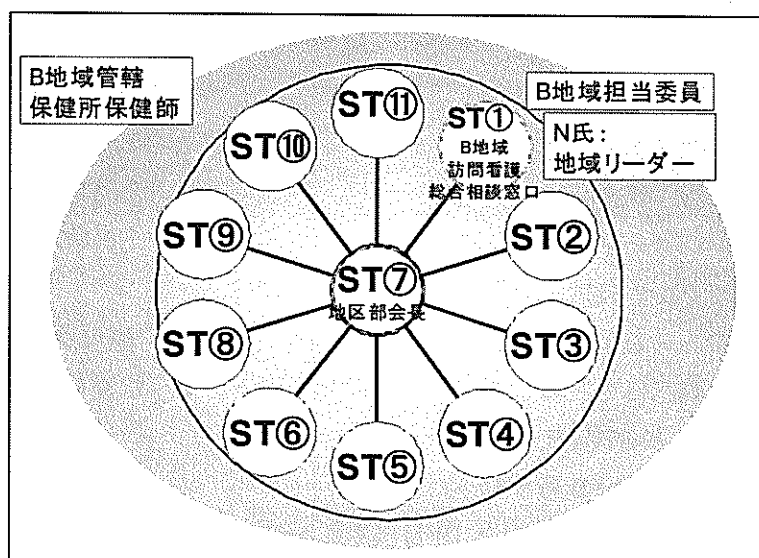 B地域管轄
保健所保健師
B地域担当委員
N氏：
地域リーダー
ST⑪
ST①
B地域
訪問看護
総合相談窓口
ST⑩
ST②
ST⑨
ST⑦
地区部会長
ST③
ST⑧
ST⑥
ST④
ST⑤